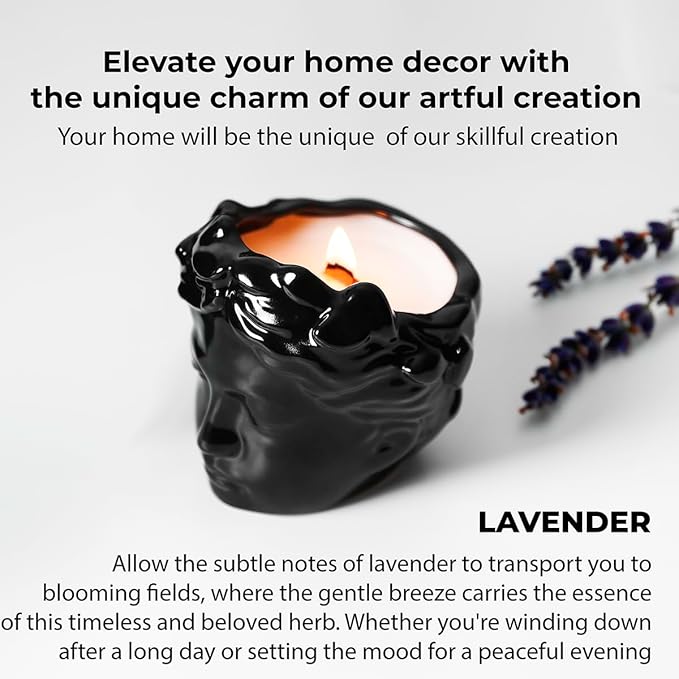 Elevate your home decor with
the unique charm of our artful creation
Your home will be the unique  of our skillful creation
LAVENDER
Allow the subtle notes of lavender to transport you to
blooming fields, where the gentle breeze carries the essence
of this timeless and beloved herb. Whether you're winding down
after a long day or setting the mood for a peaceful evening